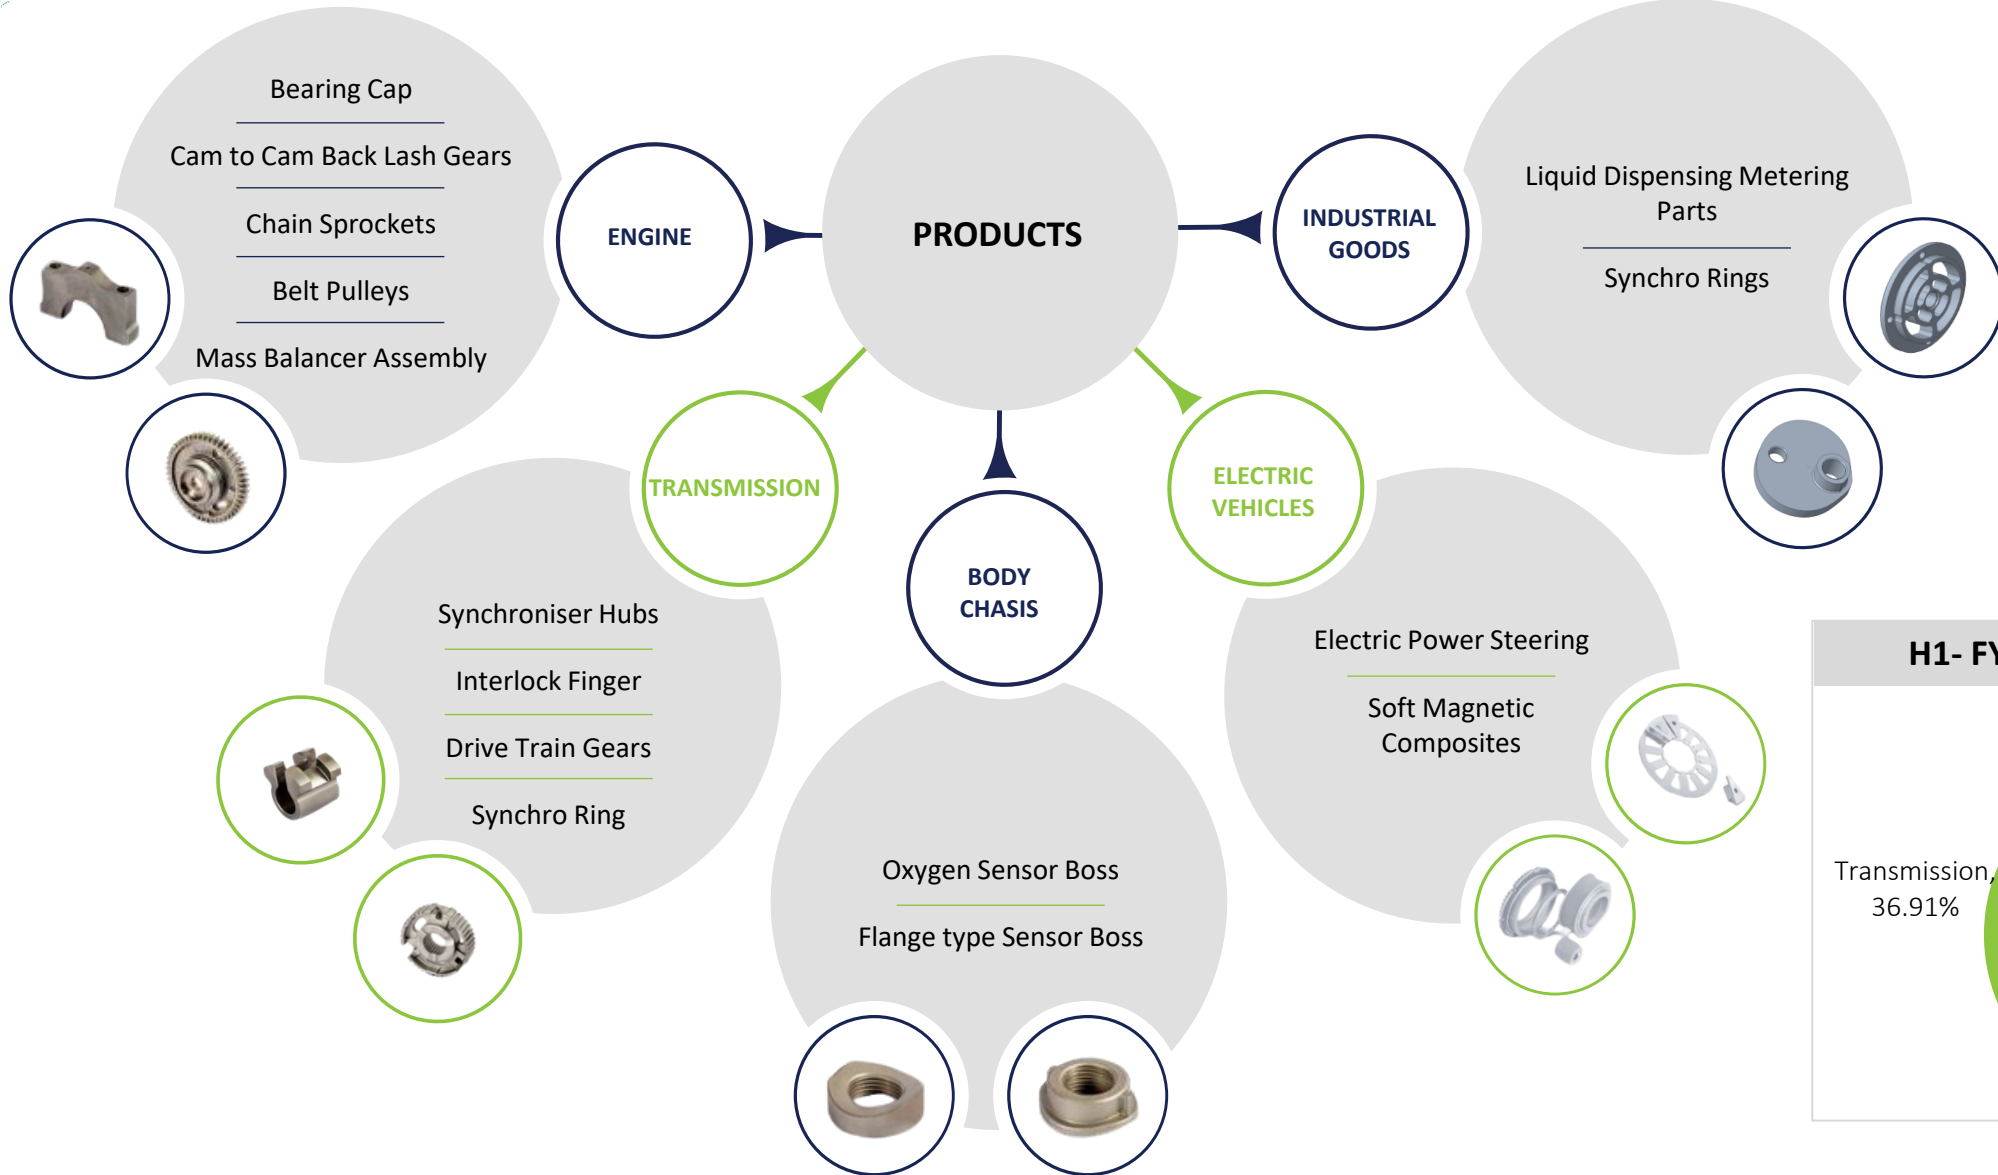 PRODUCTS
ENGINE
Bearing Cap
Cam to Cam Back Lash Gears
Chain Sprockets
Belt Pulleys
Mass Balancer Assembly
TRANSMISSION
Synchroniser Hubs
Interlock Finger
Drive Train Gears
Synchro Ring
BODY
CHASIS
Oxygen Sensor Boss
Flange type Sensor Boss
ELECTRIC
VEHICLES
Electric Power Steering
Soft Magnetic
Composites
INDUSTRIAL
GOODS
Liquid Dispensing Metering
Parts
Synchro Rings
H1- FY
Transmission,
36.91%